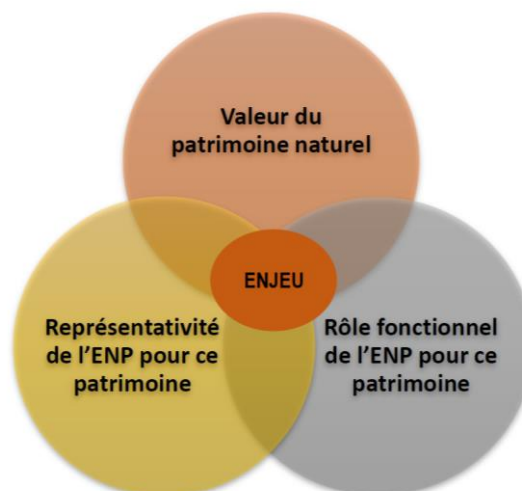 Valeur du
patrimoine naturel
ENJEU
Représentativité
de l'ENP pour ce
patrimoine
Rôle fonctionnel
de l'ENP pour ce
patrimoine